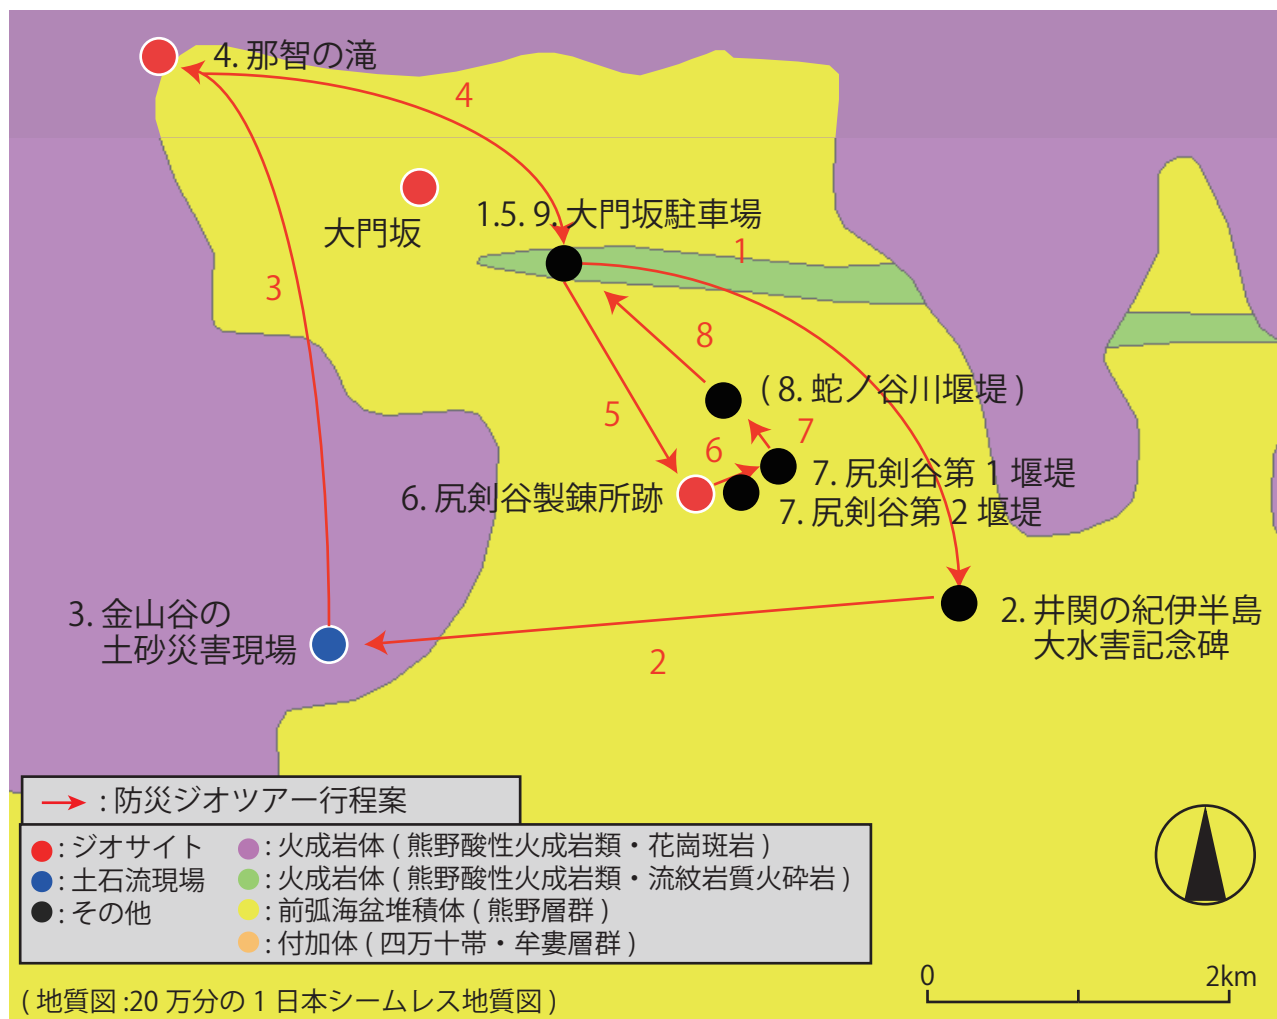 4. 那智の滝
4
大門坂
1.5. 9. 大門坂駐車場
1
3
8
( 8. 蛇ノ谷川堰堤 )
5
7
6
7. 尻剣谷第 1 堰堤
6. 尻剣谷製錬所跡
7. 尻剣谷第 2 堰堤
3. 金山谷の
土砂災害現場
2. 井関の紀伊半島
大水害記念碑
2
: 防災ジオツアー行程案
: ジオサイト
: 土石流現場
: その他
: 火成岩体 ( 熊野酸性火成岩類・花崗斑岩 )
: 火成岩体 ( 熊野酸性火成岩類・流紋岩質火砕岩 )
: 前弧海盆堆積体 ( 熊野層群 )
: 付加体 ( 四万十帯・牟婁層群 )
( 地質図 :20 万分の 1 日本シームレス地質図 )
0 2km